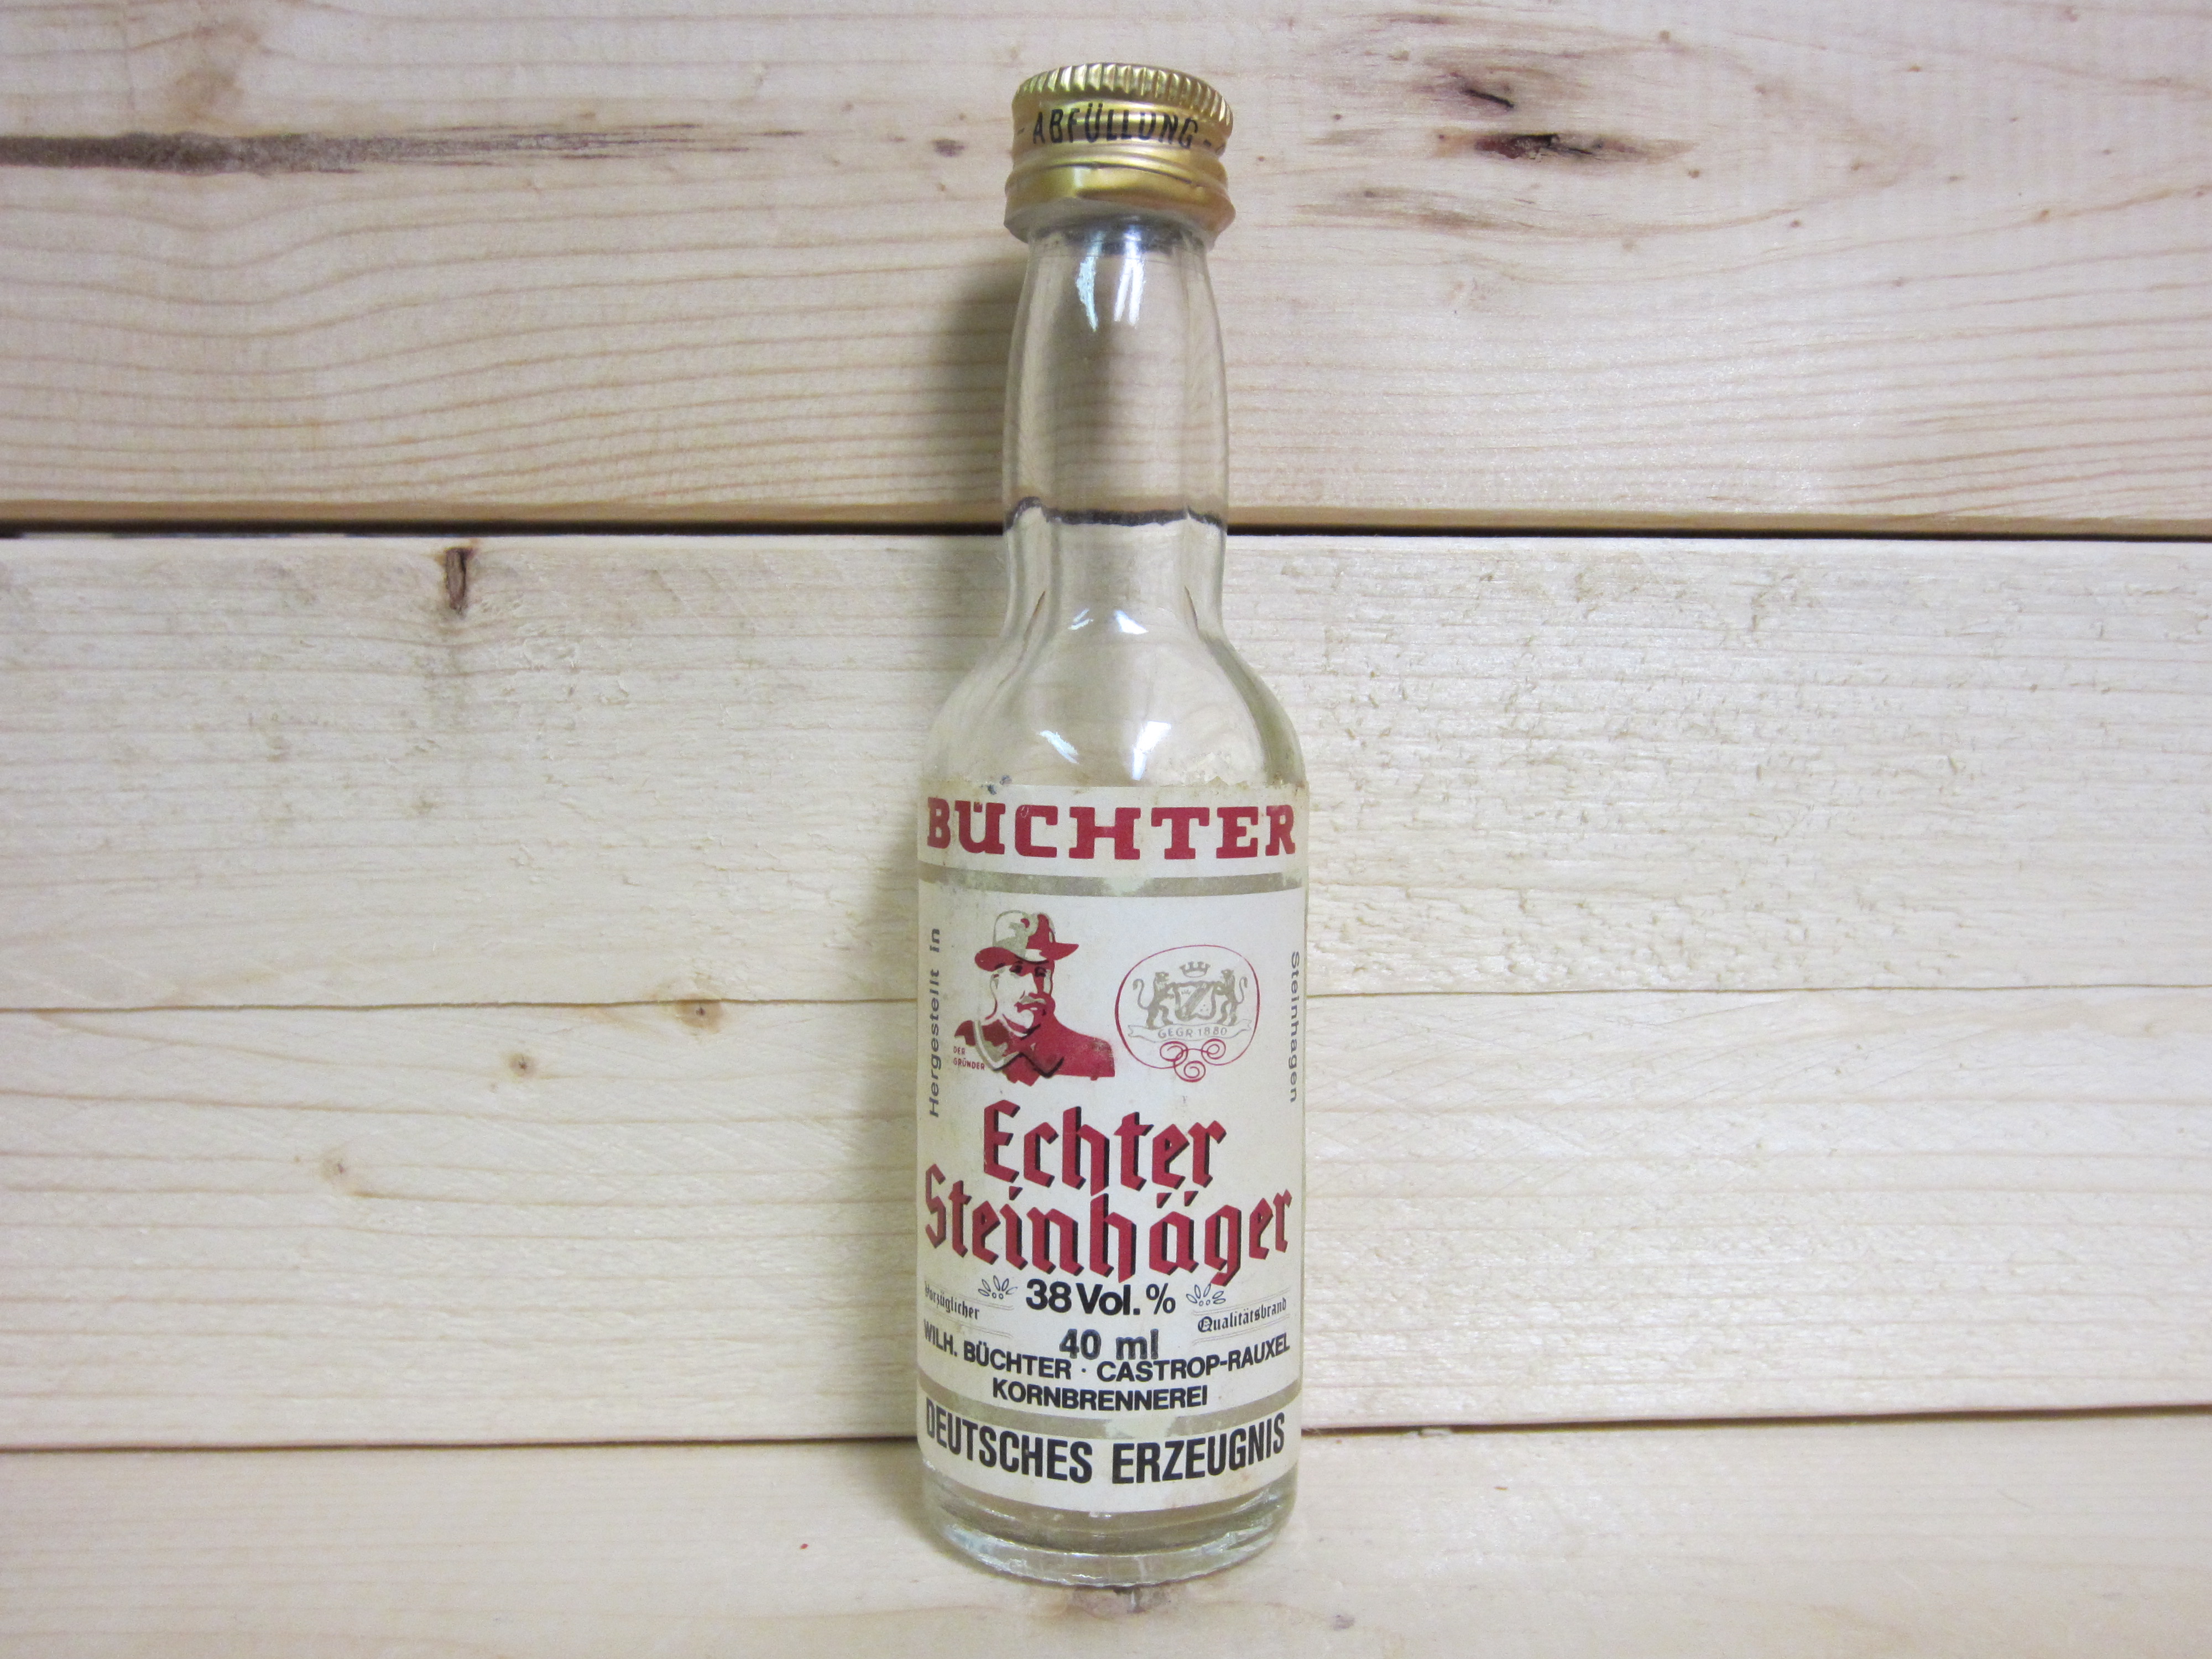 - ABFÜLLUNG -
BÜCHTER
Hergestellt in
Steinhagen
DER
GRÜNDER
GEGR. 1880
Echter
Steinhäger
38 Vol. %
Vorzüglicher
Qualitätsbrand
40 ml
WILH. BÜCHTER · CASTROP-RAUXEL
KORNBRENNEREI
DEUTSCHES ERZEUGNIS